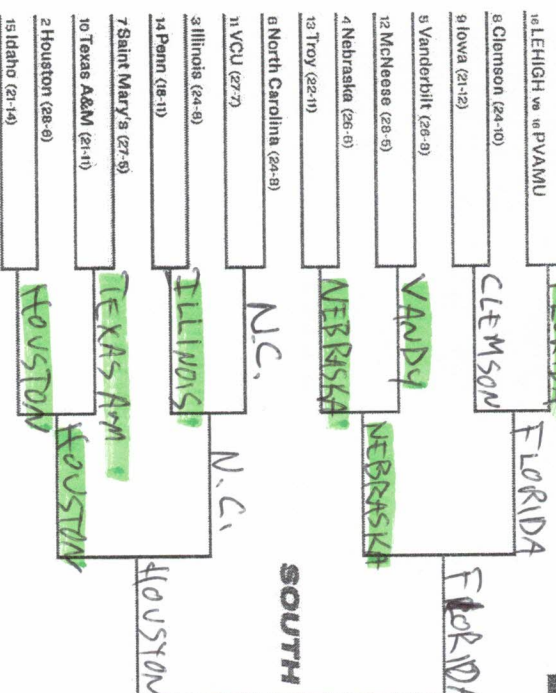 16 LEHIGH vs 16 PVAMU
8 Clemson (24-10)
9 Iowa (21-12)
5 Vanderbilt (26-8)
12 McNeese (28-5)
4 Nebraska (26-6)
13 Troy (22-11)
6 North Carolina (24-8)
11 VCU (27-7)
3 Illinois (24-8)
14 Penn (18-11)
7 Saint Mary's (27-5)
10 Texas A&M (21-11)
2 Houston (28-6)
15 Idaho (21-14)
CLEMSON
VANDY
NEBRASKA
N.C.
ILLINOIS
TEXAS A&M
HOUSTON
FLORIDA
NEBRASKA
N.C.
HOUSTON
FLORIDA
HOUSTON
SOUTH